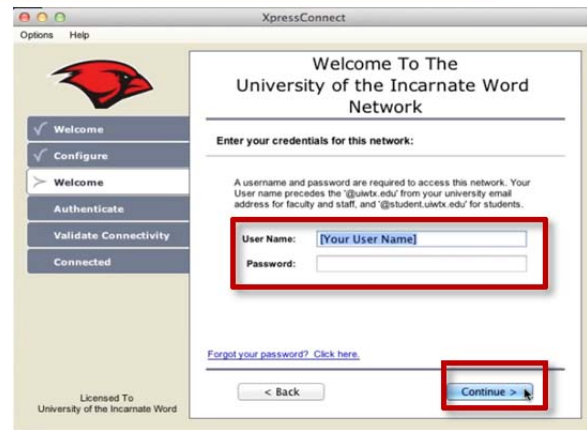 XpressConnect
Options Help
Welcome
Configure
Welcome
Authenticate
Validate Connectivity
Connected
Licensed To
University of the Incarnate Word
Welcome To The
University of the Incarnate Word
Network
Enter your credentials for this network:
A username and password are required to access this network. Your
User name precedes the '@uiwtx.edu' from your university email
address for faculty and staff, and '@student.uiwtx.edu' for students.
User Name: [Your User Name]
Password:
Forgot your password? Click here.
< Back Continue >